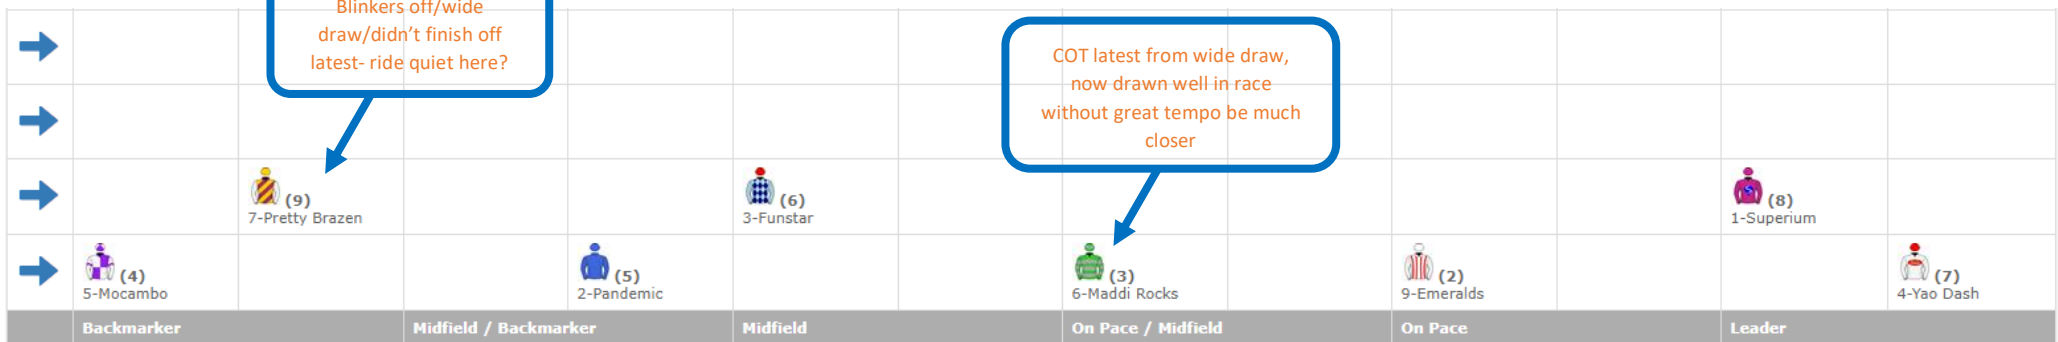 Blinkers off/wide
draw/didn't finish off
latest- ride quiet here?
COT latest from wide draw,
now drawn well in race
without great tempo be much
closer
(9)
7-Pretty Brazen
(6)
3-Funstar
(8)
1-Superium
(4)
5-Mocambo
(5)
2-Pandemic
(3)
6-Maddi Rocks
(2)
9-Emeralds
(7)
4-Yao Dash
Backmarker
Midfield / Backmarker
Midfield
On Pace / Midfield
On Pace
Leader